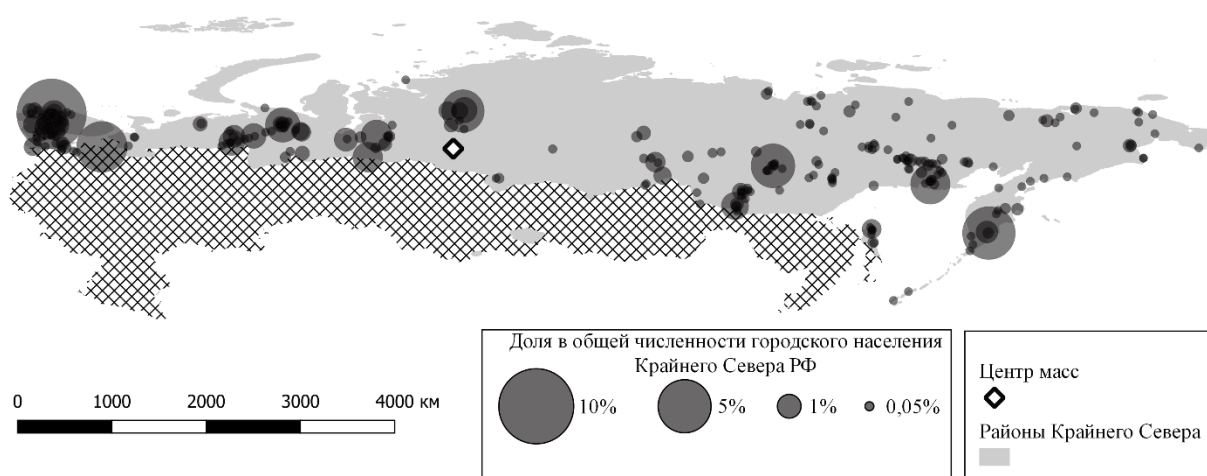 Доля в общей численности городского населения
Крайнего Севера РФ
10%
5%
1%
0,05%
Центр масс
Районы Крайнего Севера
0
1000
2000
3000
4000 км